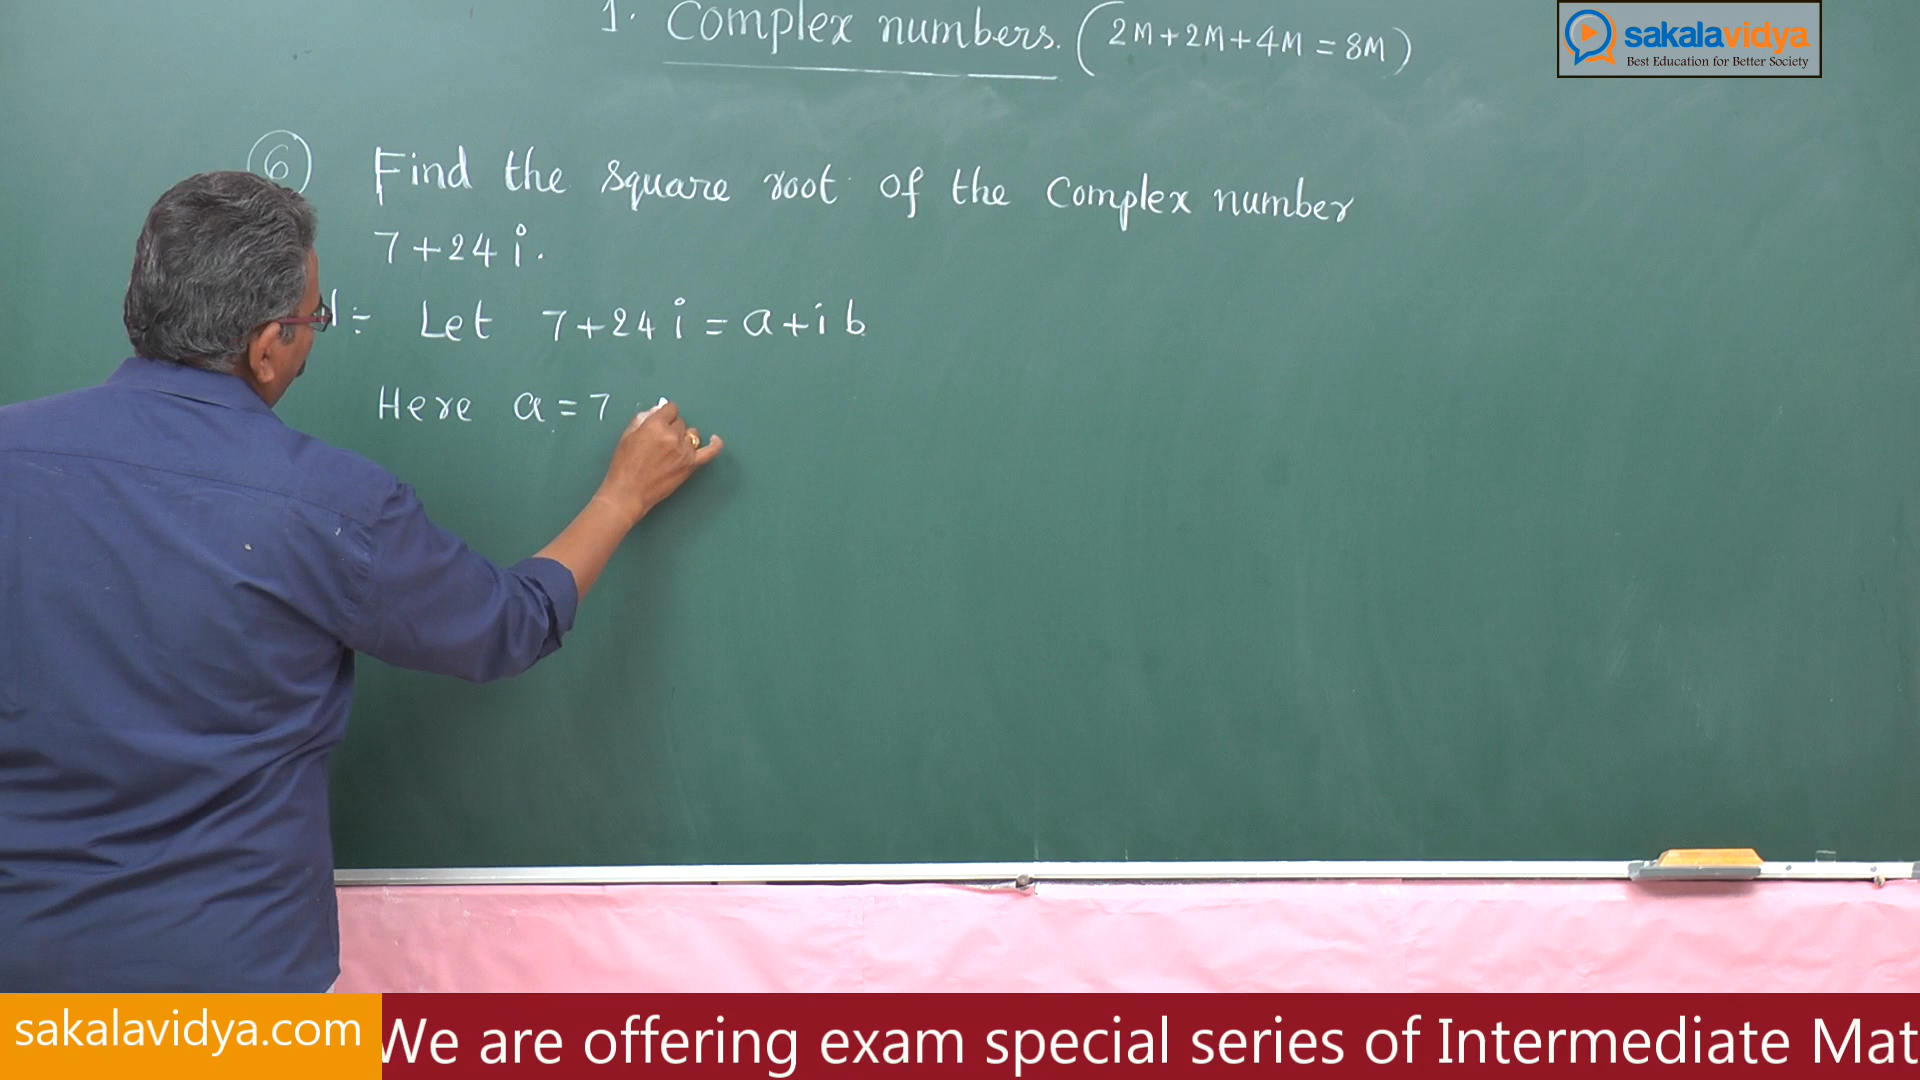 1. Complex numbers. (2M+2M+4M=8M)
sakalavidya
Best Education for Better Society
6 Find the square root of the complex number
7+24i.
Let 7+24i=a+ib
Here a=7
sakalavidya.com We are offering exam special series of Intermediate Mat